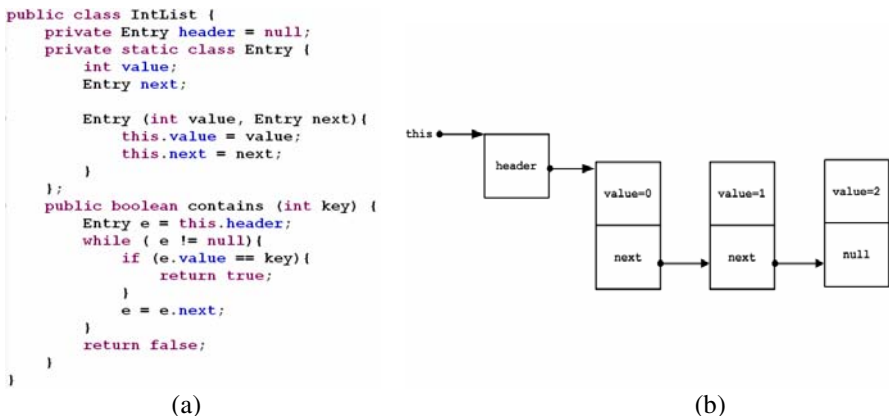 public class IntList {
private Entry header = null;
private static class Entry {
int value;
Entry next;
Entry (int value, Entry next){
this.value = value;
this.next = next;
}
};
public boolean contains (int key) {
Entry e = this.header;
while ( e != null){
if (e.value == key){
return true;
}
e = e.next;
}
return false;
}
}
(a)
this
header
value=0
value=1
value=2
next
next
null
(b)